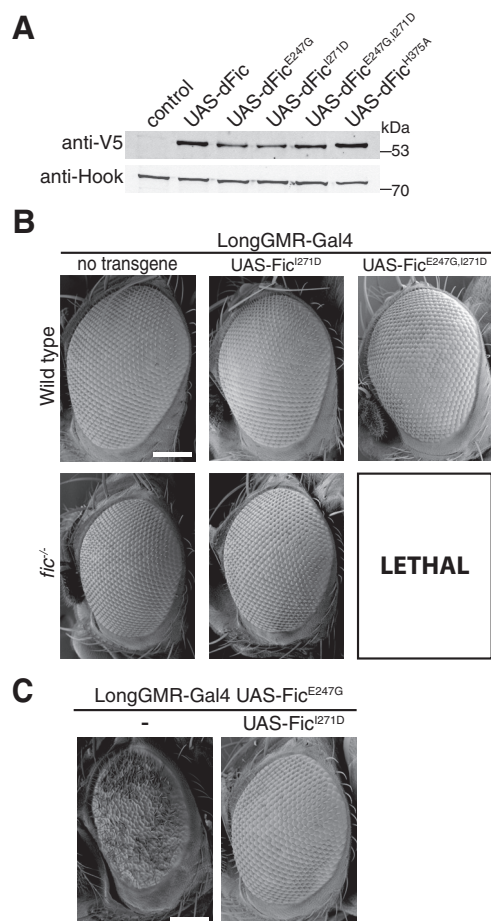 A
control
UAS-dFic
UAS-dFicE247G
UAS-dFicI271D
UAS-dFicE247G,I271D
UAS-dFicH375A
kDa
anti-V5
53
anti-Hook
70
B
LongGMR-Gal4
no transgene UAS-FicI271D UAS-FicE247G,I271D
Wild type
fic-/-
LETHAL
C
LongGMR-Gal4 UAS-FicE247G
- UAS-FicI271D